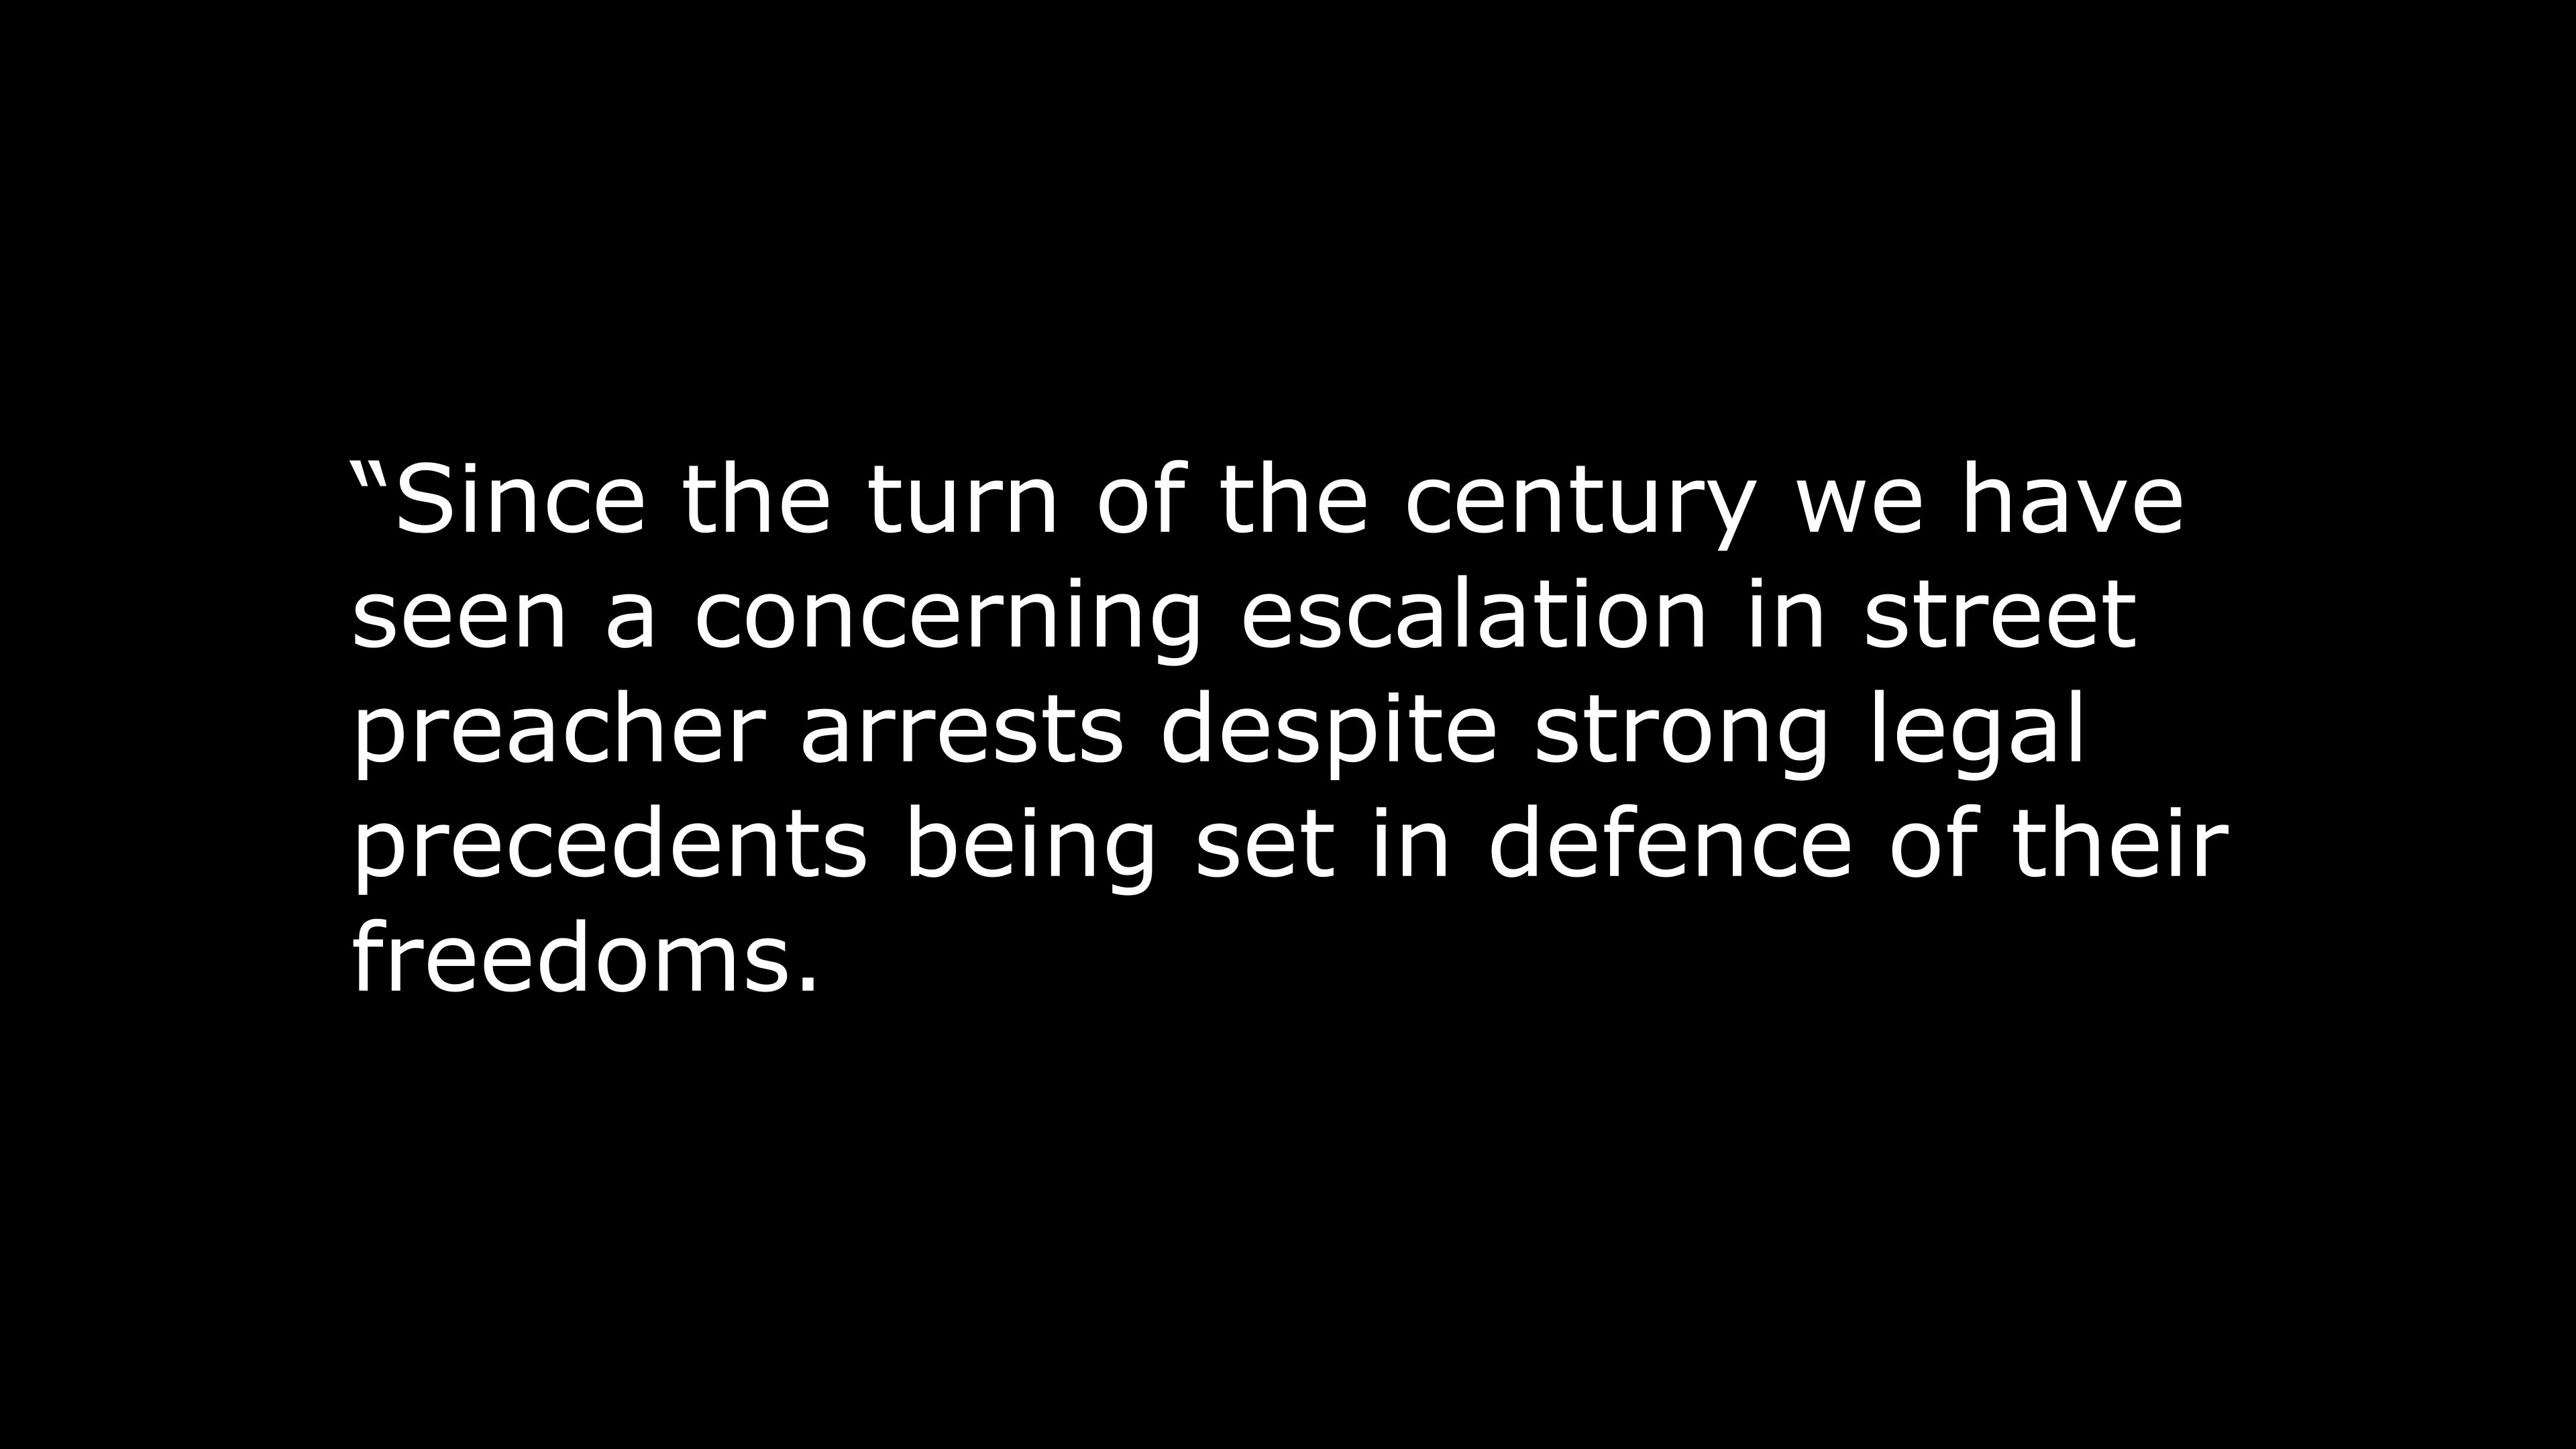 “Since the turn of the century we have
seen a concerning escalation in street
preacher arrests despite strong legal
precedents being set in defence of their
freedoms.